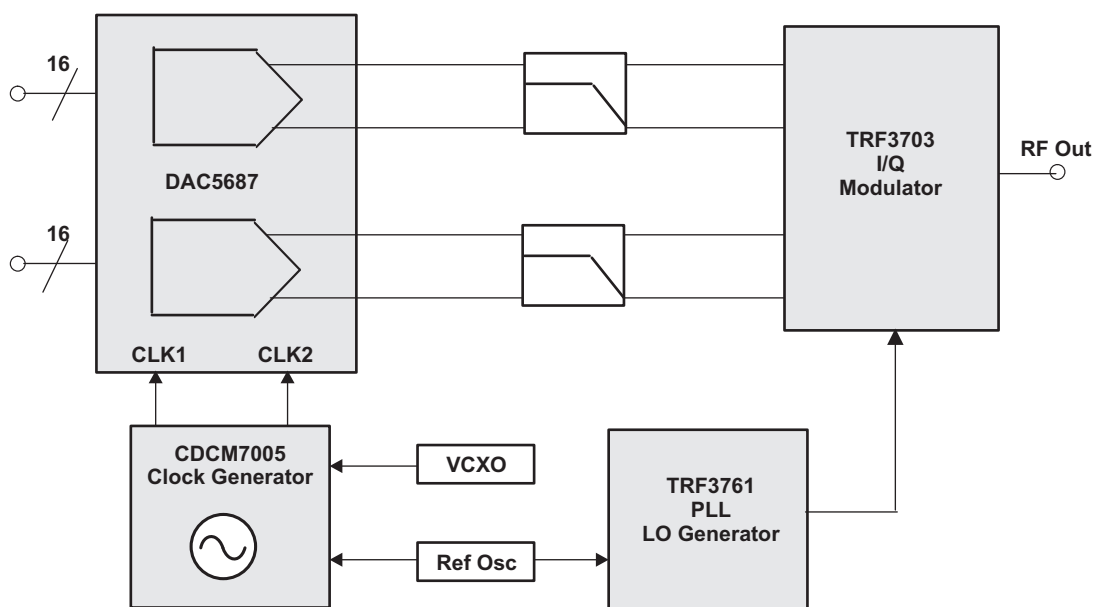 16
DAC5687
16
CLK1 CLK2
TRF3703
I/Q
Modulator
RF Out
CDCM7005
Clock Generator
VCXO
Ref Osc
TRF3761
PLL
LO Generator